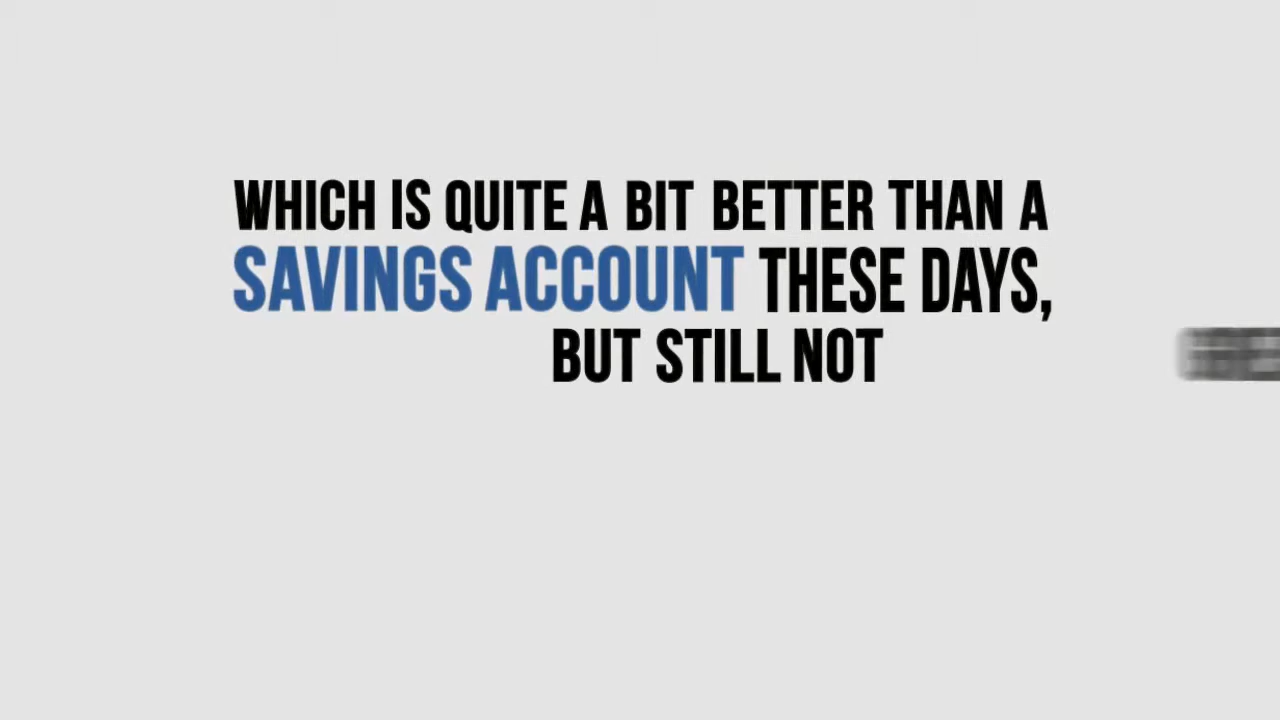 WHICH IS QUITE A BIT BETTER THAN A
SAVINGS ACCOUNT THESE DAYS,
BUT STILL NOT